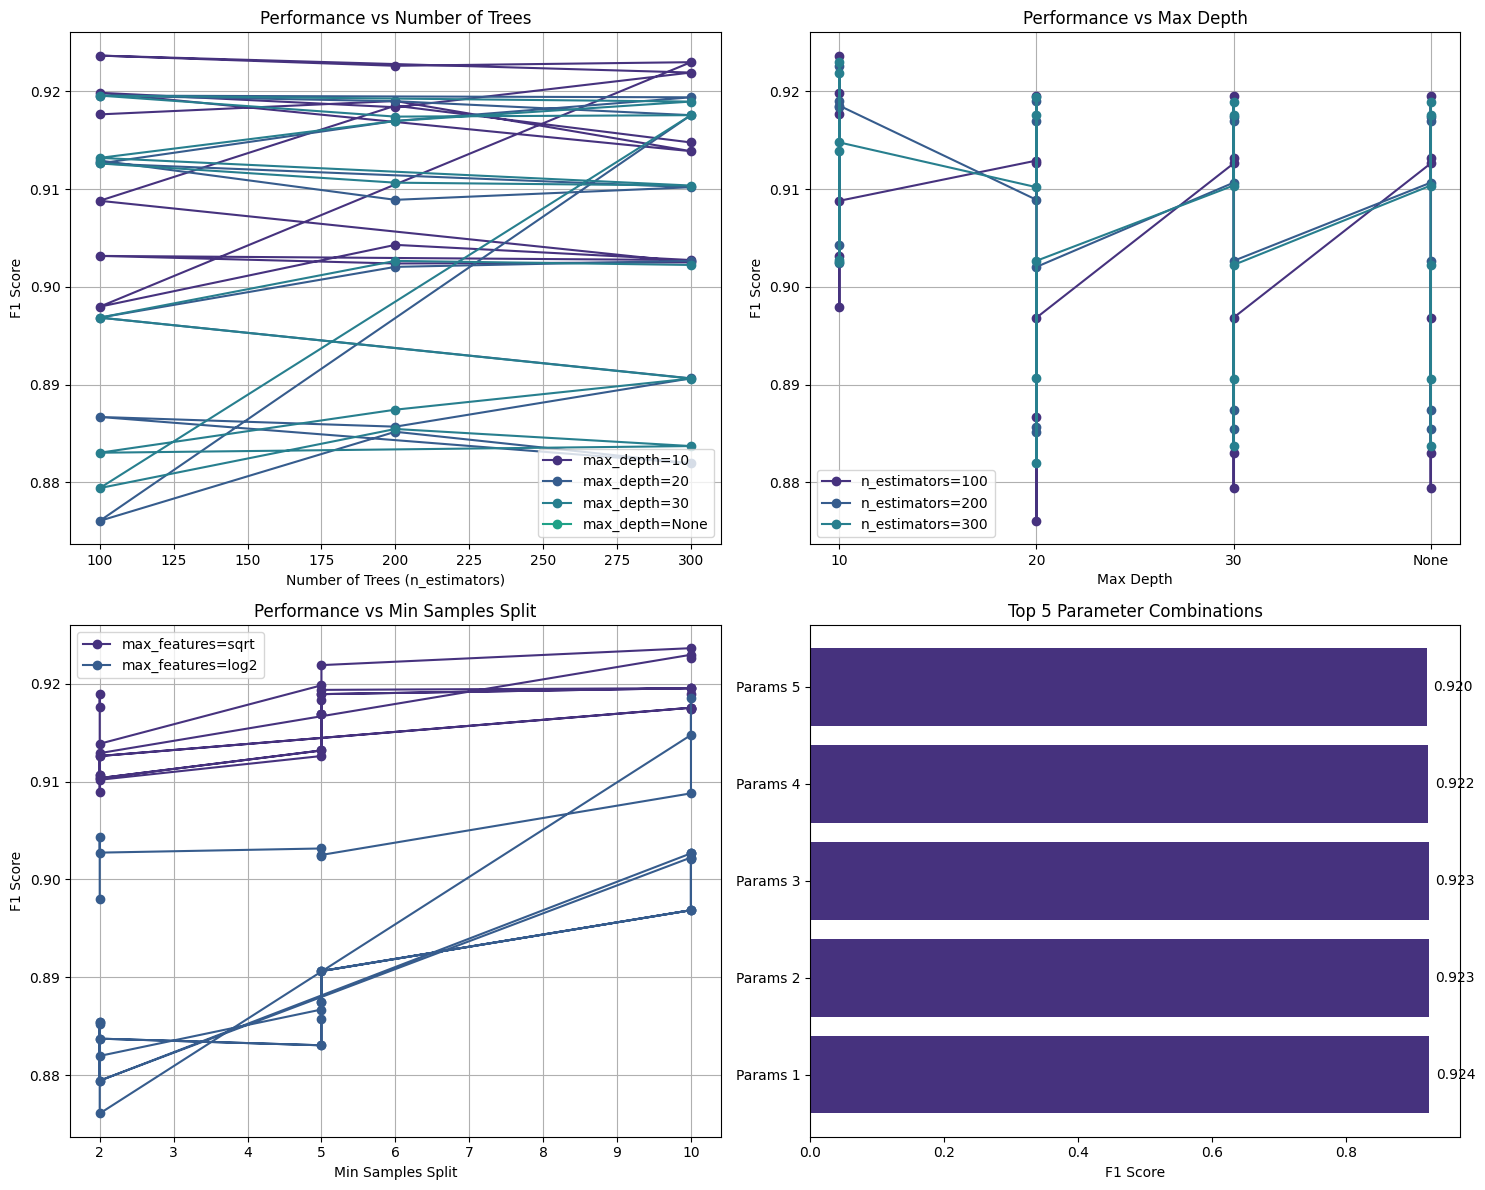 Performance vs Number of Trees
F1 Score
0.92
0.91
0.90
0.89
0.88
100 125 150 175 200 225 250 275 300
Number of Trees (n_estimators)
max_depth=10
max_depth=20
max_depth=30
max_depth=None
Performance vs Max Depth
F1 Score
0.92
0.91
0.90
0.89
0.88
10 20 30 None
Max Depth
n_estimators=100
n_estimators=200
n_estimators=300
Performance vs Min Samples Split
max_features=sqrt
max_features=log2
F1 Score
0.92
0.91
0.90
0.89
0.88
2 3 4 5 6 7 8 9 10
Min Samples Split
Top 5 Parameter Combinations
Params 5 0.920
Params 4 0.922
Params 3 0.923
Params 2 0.923
Params 1 0.924
0.0 0.2 0.4 0.6 0.8
F1 Score